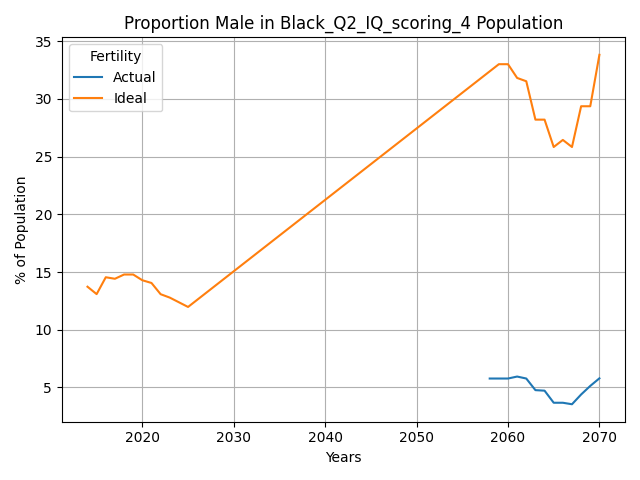 Proportion Male in Black_Q2_IQ_scoring_4 Population
Fertility
Actual
Ideal
% of Population
35
30
25
20
15
10
5
2020
2030
2040
2050
2060
2070
Years